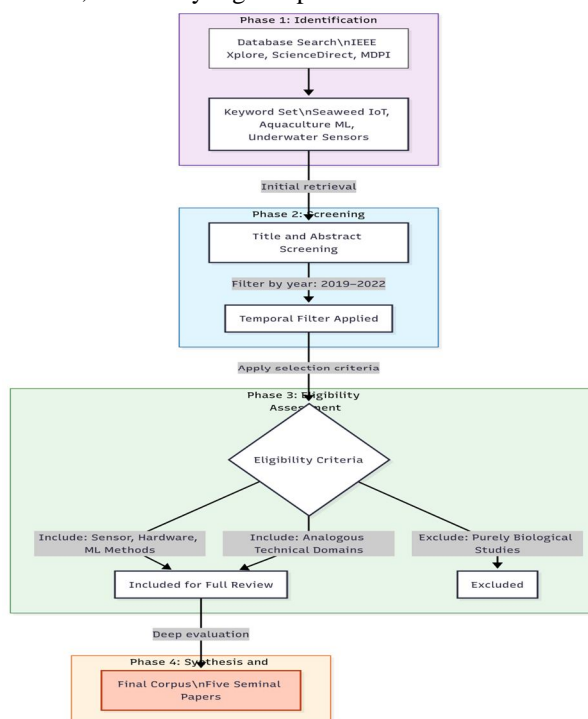 Phase 1: Identification
Database Search\nIEEE
Xplore, ScienceDirect, MDPI
Keyword Set\nSeaweed IoT,
Aquaculture ML,
Underwater Sensors
Initial retrieval
Phase 2: Screening
Title and Abstract
Screening
Filter by year: 2019–2022
Temporal Filter Applied
Apply selection criteria
Phase 3: Eligibility
Assessment
Eligibility Criteria
Include: Sensor, Hardware,
ML Methods
Include: Analogous
Technical Domains
Exclude: Purely Biological
Studies
Included for Full Review
Excluded
Deep evaluation
Phase 4: Synthesis and
Final Corpus\nFive Seminal
Papers